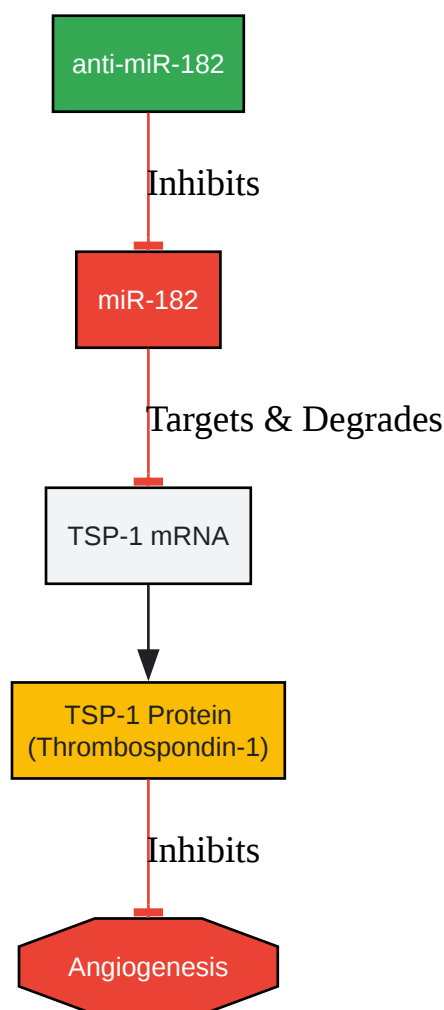 anti-miR-182
Inhibits
miR-182
Targets & Degrades
TSP-1 mRNA
TSP-1 Protein
(Thrombospondin-1)
Inhibits
Angiogenesis